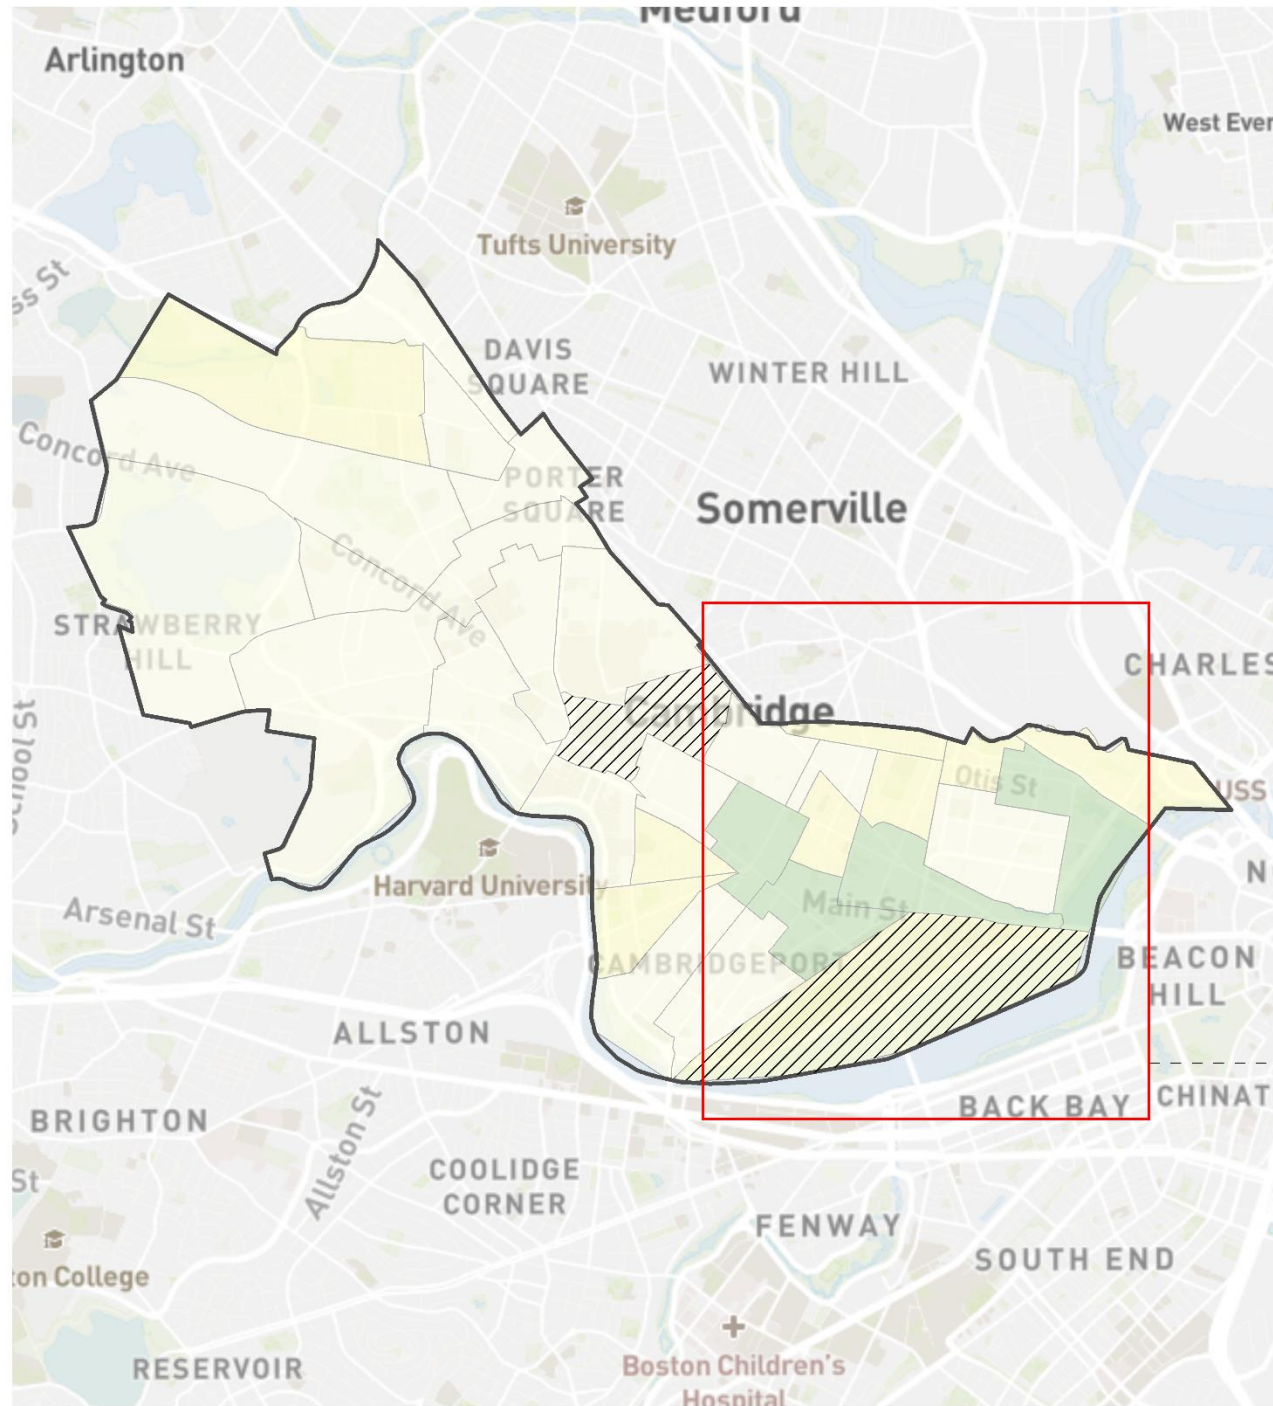 Medford
Arlington
West Ever
Tufts University
ss St
DAVIS
SQUARE
WINTER HILL
Concord Ave
PORTER
SQUARE
Somerville
Concord Ave
STRAWBERRY
HILL
CHARLES
Cambridge
School St
Otis St
USS
Harvard University
N
Main St
Arsenal St
CAMBRIDGEPORT
BEACON
HILL
ALLSTON
BACK BAY
CHINAT
BRIGHTON
Allston St
St
COOLIDGE
CORNER
FENWAY
SOUTH END
on College
RESERVOIR
Boston Children's
Hospital